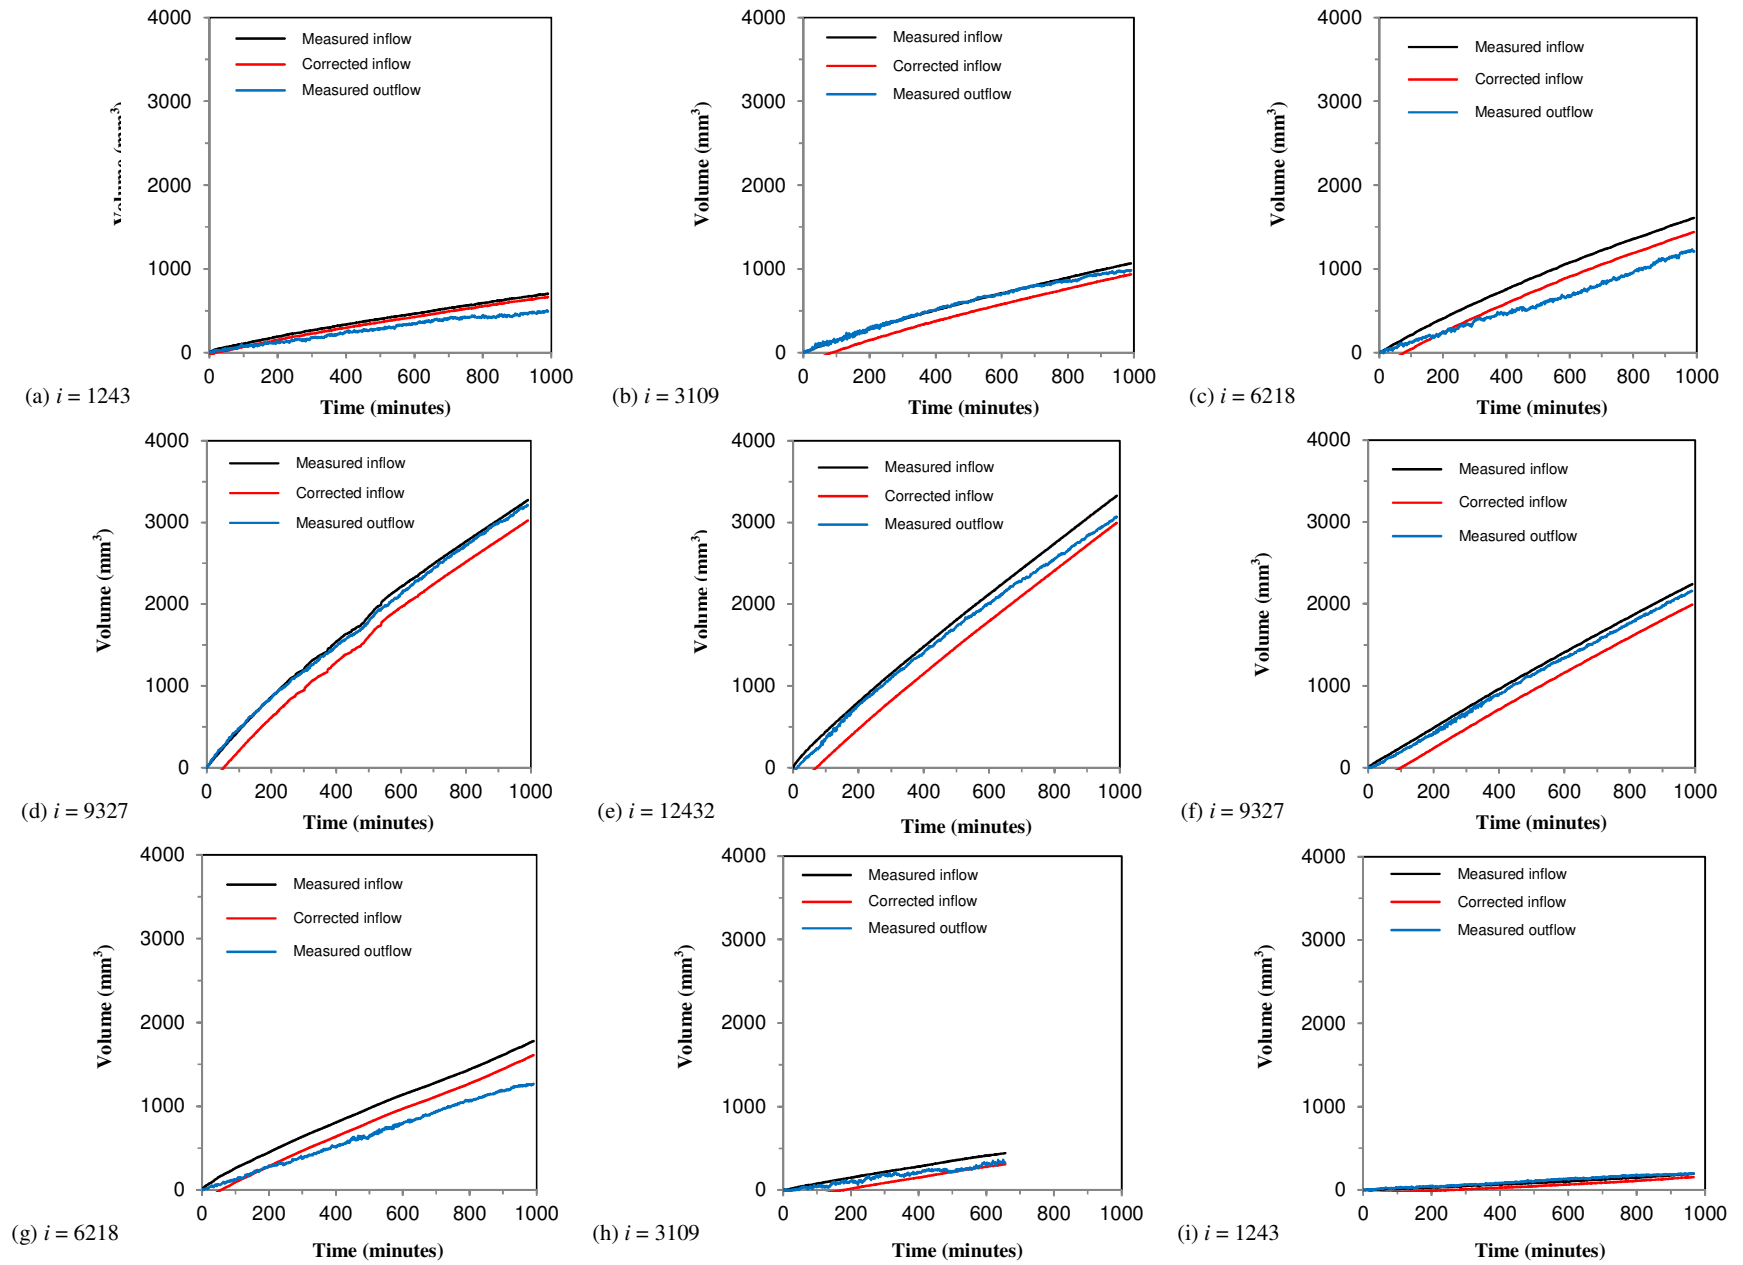 4000
3000
2000
1000
0
0 200 400 600 800 1000
Measured inflow
Corrected inflow
Measured outflow
Time (minutes)
(a) i = 1243
4000
3000
2000
1000
0
0 200 400 600 800 1000
Measured inflow
Corrected inflow
Measured outflow
Volume (mm³)
Time (minutes)
(b) i = 3109
4000
3000
2000
1000
0
0 200 400 600 800 1000
Measured inflow
Corrected inflow
Measured outflow
Volume (mm³)
Time (minutes)
(c) i = 6218
4000
3000
2000
1000
0
0 200 400 600 800 1000
Measured inflow
Corrected inflow
Measured outflow
Volume (mm³)
Time (minutes)
(d) i = 9327
4000
3000
2000
1000
0
0 200 400 600 800 1000
Measured inflow
Corrected inflow
Measured outflow
Volume (mm³)
Time (minutes)
(e) i = 12432
4000
3000
2000
1000
0
0 200 400 600 800 1000
Measured inflow
Corrected inflow
Measured outflow
Volume (mm³)
Time (minutes)
(f) i = 9327
4000
3000
2000
1000
0
0 200 400 600 800 1000
Measured inflow
Corrected inflow
Measured outflow
Volume (mm³)
Time (minutes)
(g) i = 6218
4000
3000
2000
1000
0
0 200 400 600 800 1000
Measured inflow
Corrected inflow
Measured outflow
Volume (mm³)
Time (minutes)
(h) i = 3109
4000
3000
2000
1000
0
0 200 400 600 800 1000
Measured inflow
Corrected inflow
Measured outflow
Volume (mm³)
Time (minutes)
(i) i = 1243